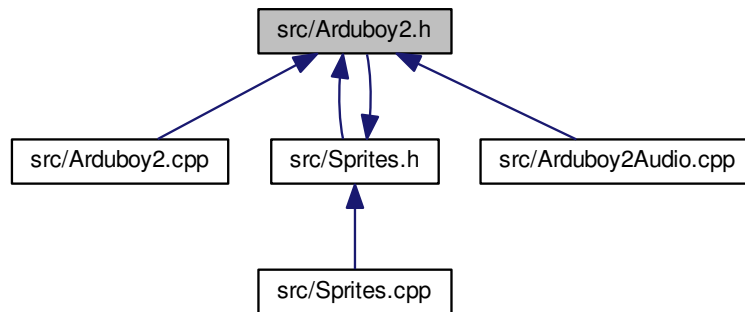 src/Arduboy2.h
src/Arduboy2.cpp
src/Sprites.h
src/Arduboy2Audio.cpp
src/Sprites.cpp